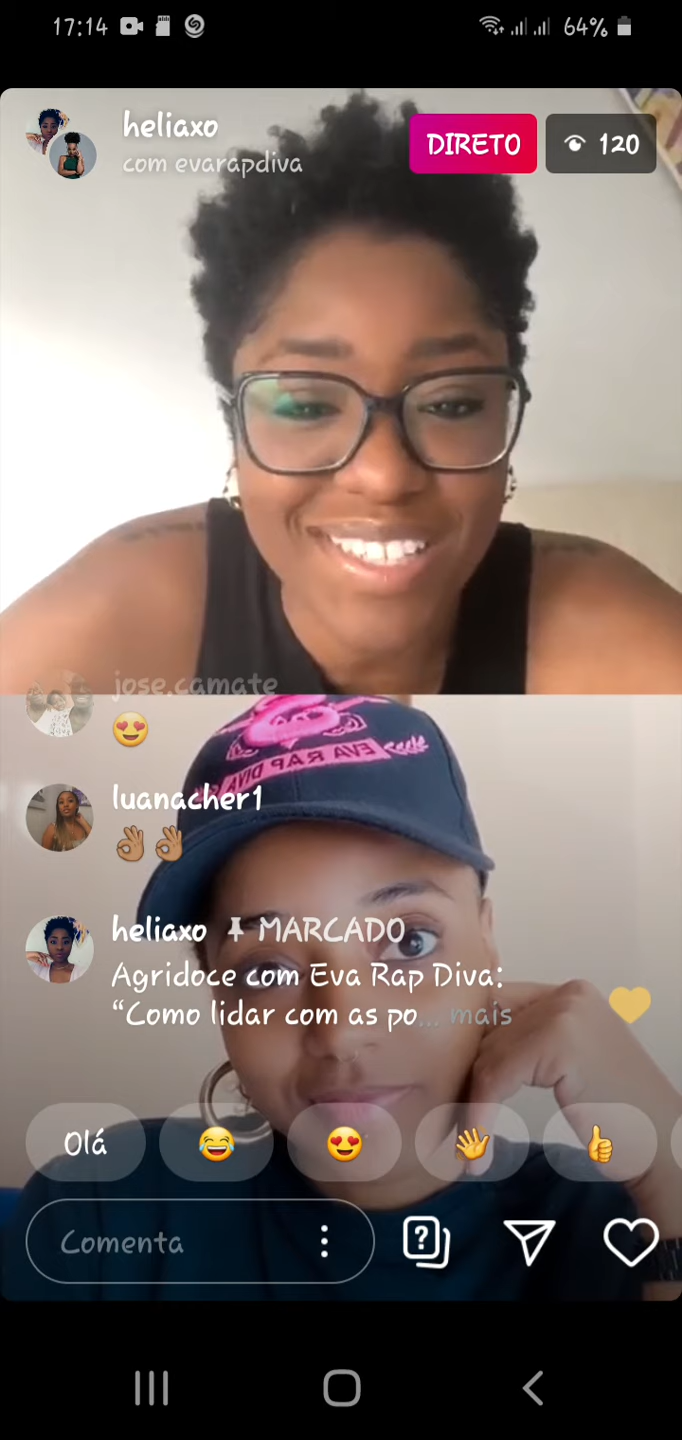 17:14
64%
heliaxo
com evarapdiva
DIRETO
120
jose.camate
😍
EVA RAP DIVA
luanacher1
👌🏽👌🏽
heliaxo 📌 MARCADO
Agridoce com Eva Rap Diva:
“Como lidar com as po... mais
Olá 😂 😍 👋 👍
Comenta